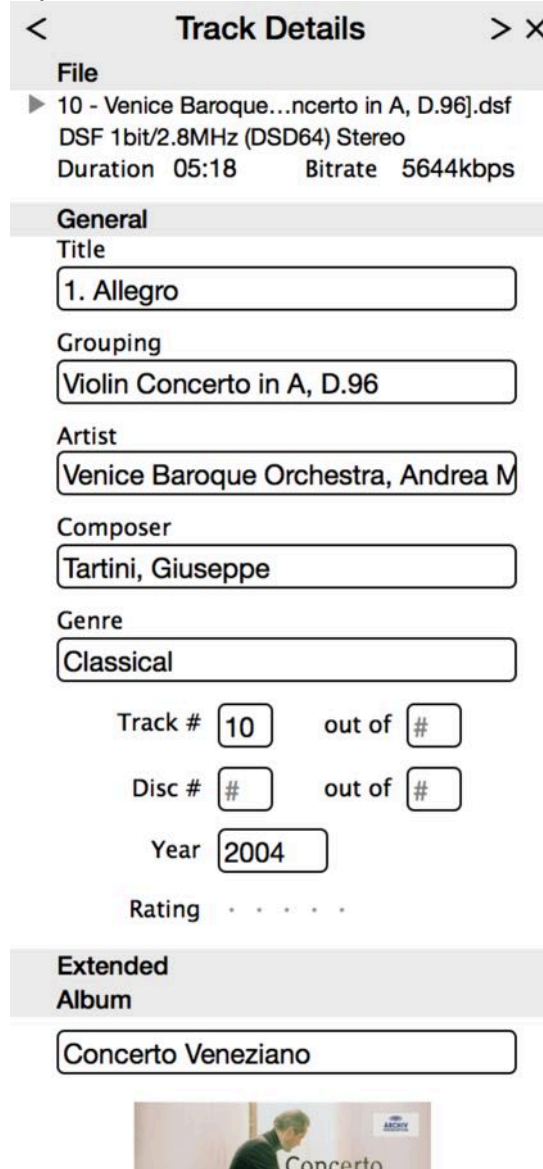 < Track Details > ×
File
▶ 10 - Venice Baroque...ncerto in A, D.96].dsf
DSF 1bit/2.8MHz (DSD64) Stereo
Duration 05:18 Bitrate 5644kbps
General
Title
1. Allegro
Grouping
Violin Concerto in A, D.96
Artist
Venice Baroque Orchestra, Andrea M
Composer
Tartini, Giuseppe
Genre
Classical
Track # 10 out of #
Disc # # out of #
Year 2004
Rating · · · · ·
Extended
Album
Concerto Veneziano
ARCHIV
Concerto